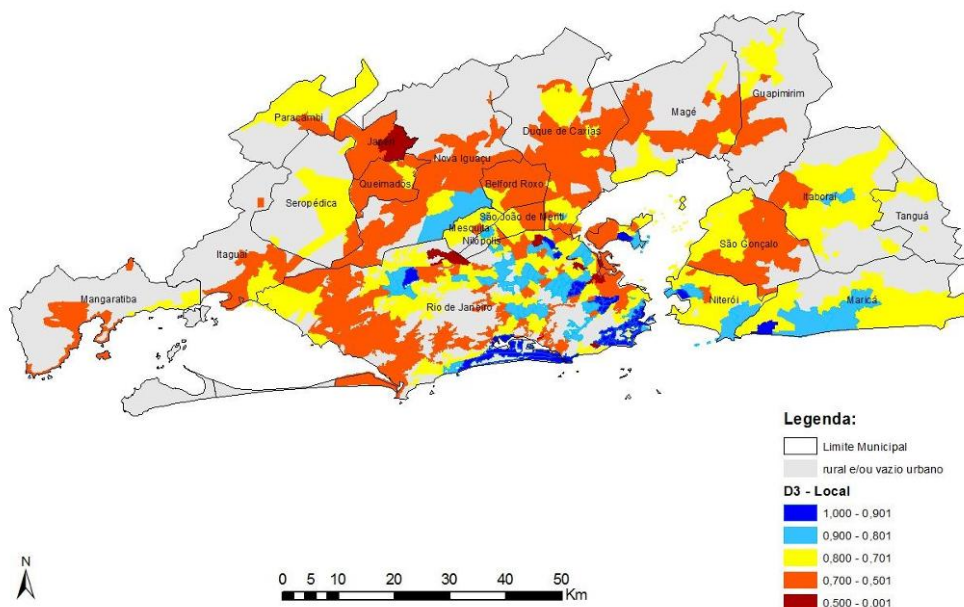 Guapimirim
Paracambi
Magé
Duque de Caxias
Japeri
Nova Iguaçu
Queimados
Belford Roxo
Itaboraí
Seropédica
São João de Meriti
Tanguá
Mesquita
Nilópolis
São Gonçalo
Itaguaí
Mangaratiba
Rio de Janeiro
Niterói
Maricá
Legenda:
Limite Municipal
rural e/ou vazio urbano
D3 - Local
1,000 - 0,901
0,900 - 0,801
0,800 - 0,701
0,700 - 0,501
0,500 - 0,001
N
0 5 10 20 30 40 50
Km